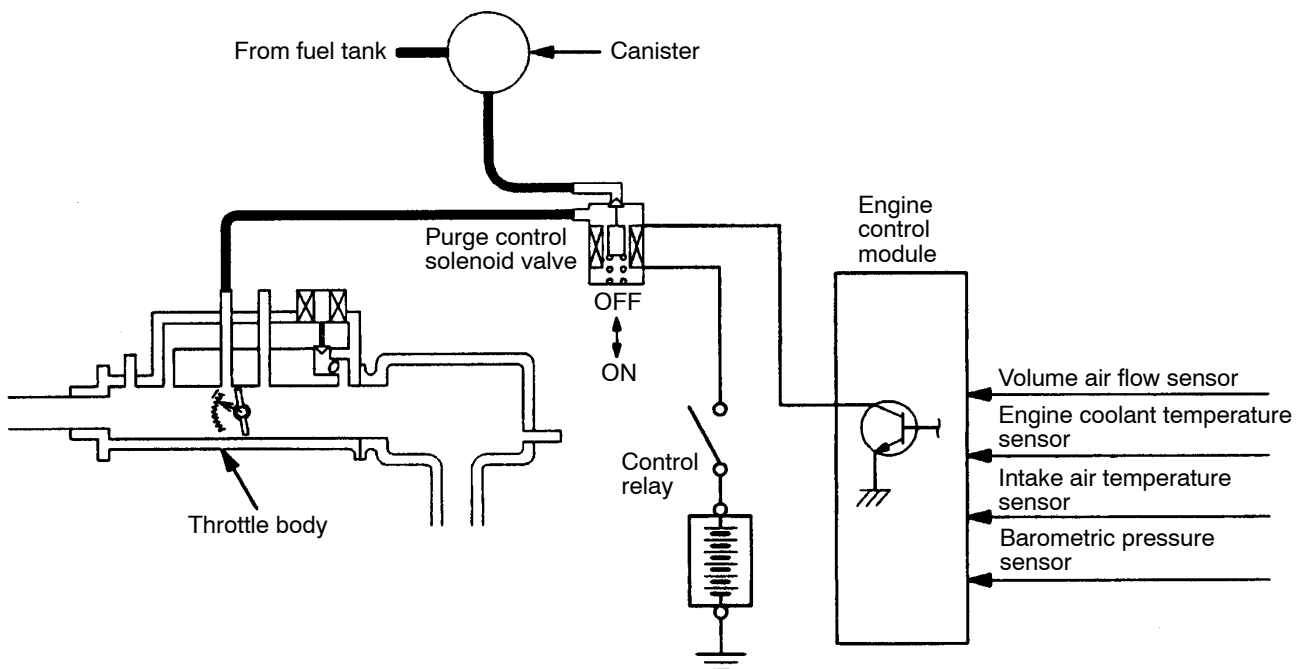 From fuel tank
Canister
Purge control
solenoid valve
OFF
ON
Engine
control
module
Volume air flow sensor
Engine coolant temperature
sensor
Intake air temperature
sensor
Barometric pressure
sensor
Control
relay
Throttle body